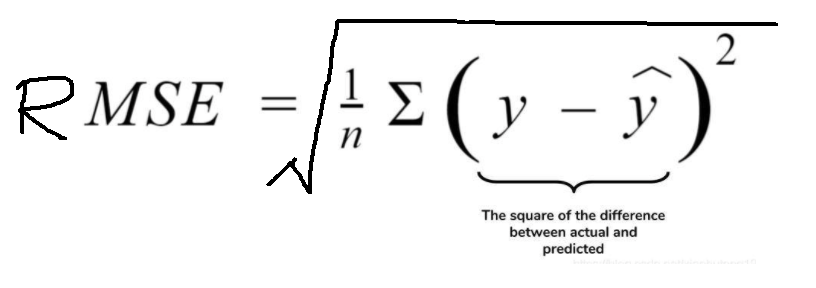 RMSE = √ 1/n Σ (y − ŷ)²
The square of the difference
between actual and
predicted